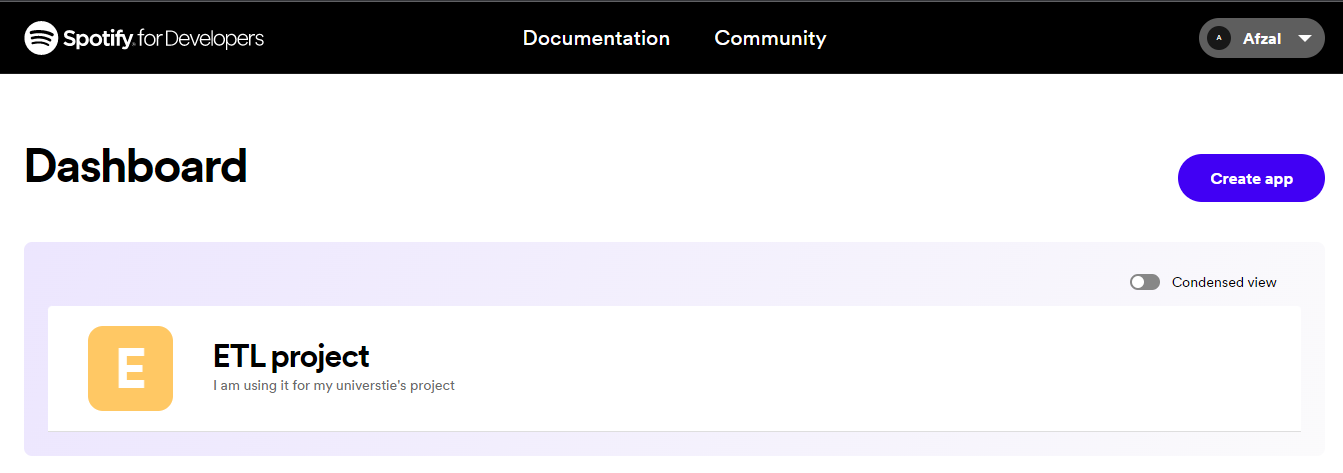 Spotify for Developers
Documentation
Community
A
Afzal
Dashboard
Create app
Condensed view
E
ETL project
I am using it for my universtie's project